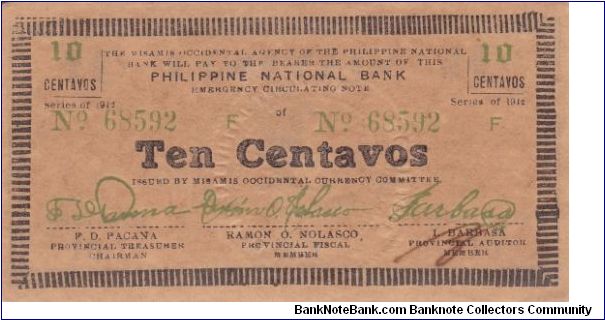 10 10
THE MISAMIS OCCIDENTAL AGENCY OF THE PHILIPPINE NATIONAL
BANK WILL PAY TO THE BEARER THE AMOUNT OF THIS
CENTAVOS PHILIPPINE NATIONAL BANK CENTAVOS
EMERGENCY CIRCULATING NOTE
Series of 1942 Series of 1942
of
Nº 68592 F Nº 68592 F
Ten Centavos
ISSUED BY MISAMIS OCCIDENTAL CURRENCY COMMITTEE
F. D. PACANA RAMON O. NOLASCO I. BARBASA
PROVINCIAL TREASURER PROVINCIAL FISCAL PROVINCIAL AUDITOR
CHAIRMAN MEMBER MEMBER
BankNoteBank.com Banknote Collectors Community